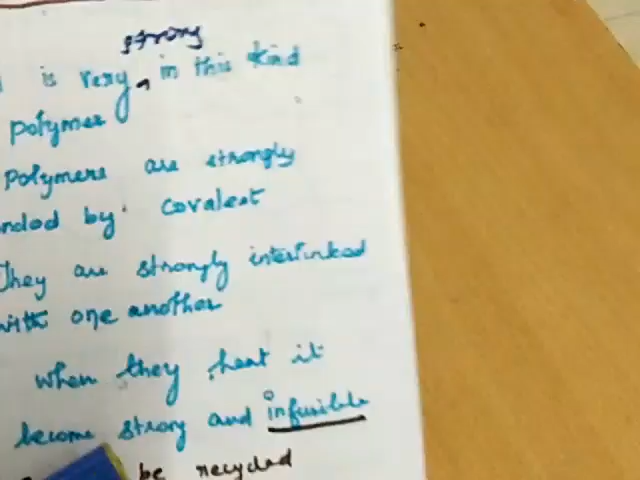 strong
is very in this kind
polymer
Polymers are strongly
by covalent
They are strongly interlinked
with one another
when they heat it
become strong and infusible
be recycled